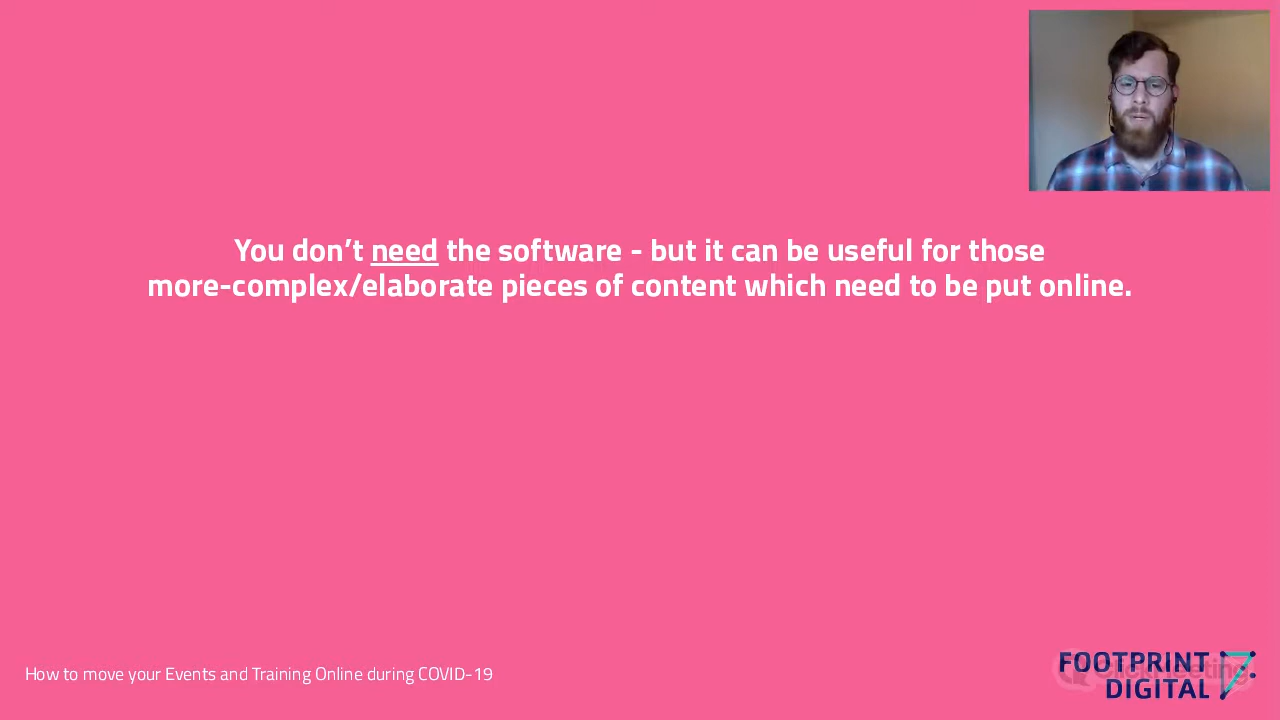 You don’t need the software - but it can be useful for those
more-complex/elaborate pieces of content which need to be put online.
How to move your Events and Training Online during COVID-19
FOOTPRINT
DIGITAL
ClickMeeting